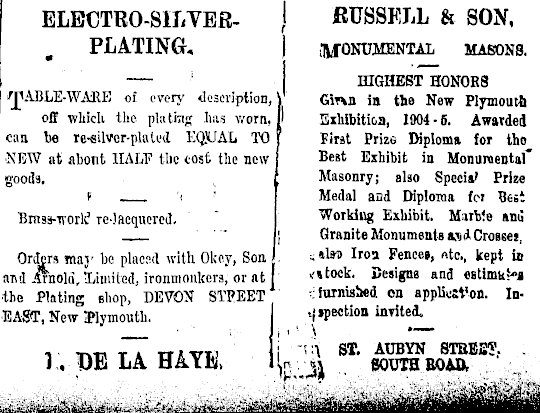 ELECTRO-SILVER-
PLATING.
TABLE-WARE of every description,
off which the plating has worn,
can be re-silver-plated EQUAL TO
NEW at about HALF the cost the new
goods.
Brass-work re-lacquered.
Orders may be placed with Okey, Son
and Arnold, Limited, ironmonkers, or at
the Plating shop, DEVON STREET
EAST, New Plymouth.
DE LA HAYE,
RUSSELL & SON,
MONUMENTAL MASONS.
HIGHEST HONORS
Given in the New Plymouth
Exhibition, 1904-5. Awarded
First Prize Diploma for the
Best Exhibit in Monumental
Masonry; also Special Prize
Medal and Diploma for Best
Working Exhibit. Marble and
Granite Monuments and Crosses,
also Iron Fences, etc., kept in
stock. Designs and estimates
furnished on application. In-
spection invited.
ST. AUBYN STREET,
SOUTH ROAD.